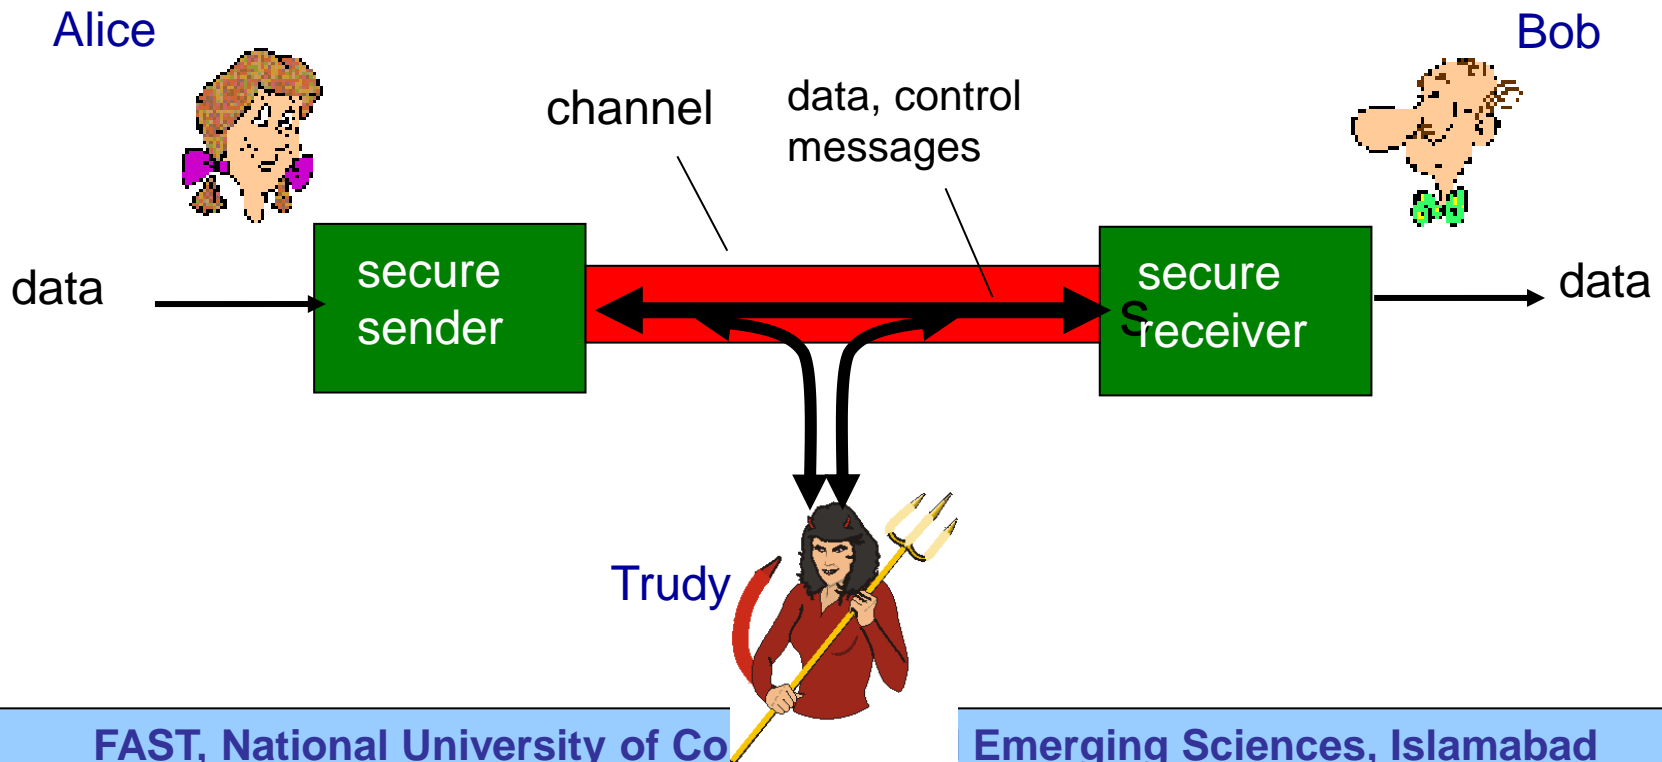 Alice
Bob
channel
data, control
messages
data
secure
sender
s
secure
receiver
data
Trudy
FAST, National University of Co Emerging Sciences, Islamabad